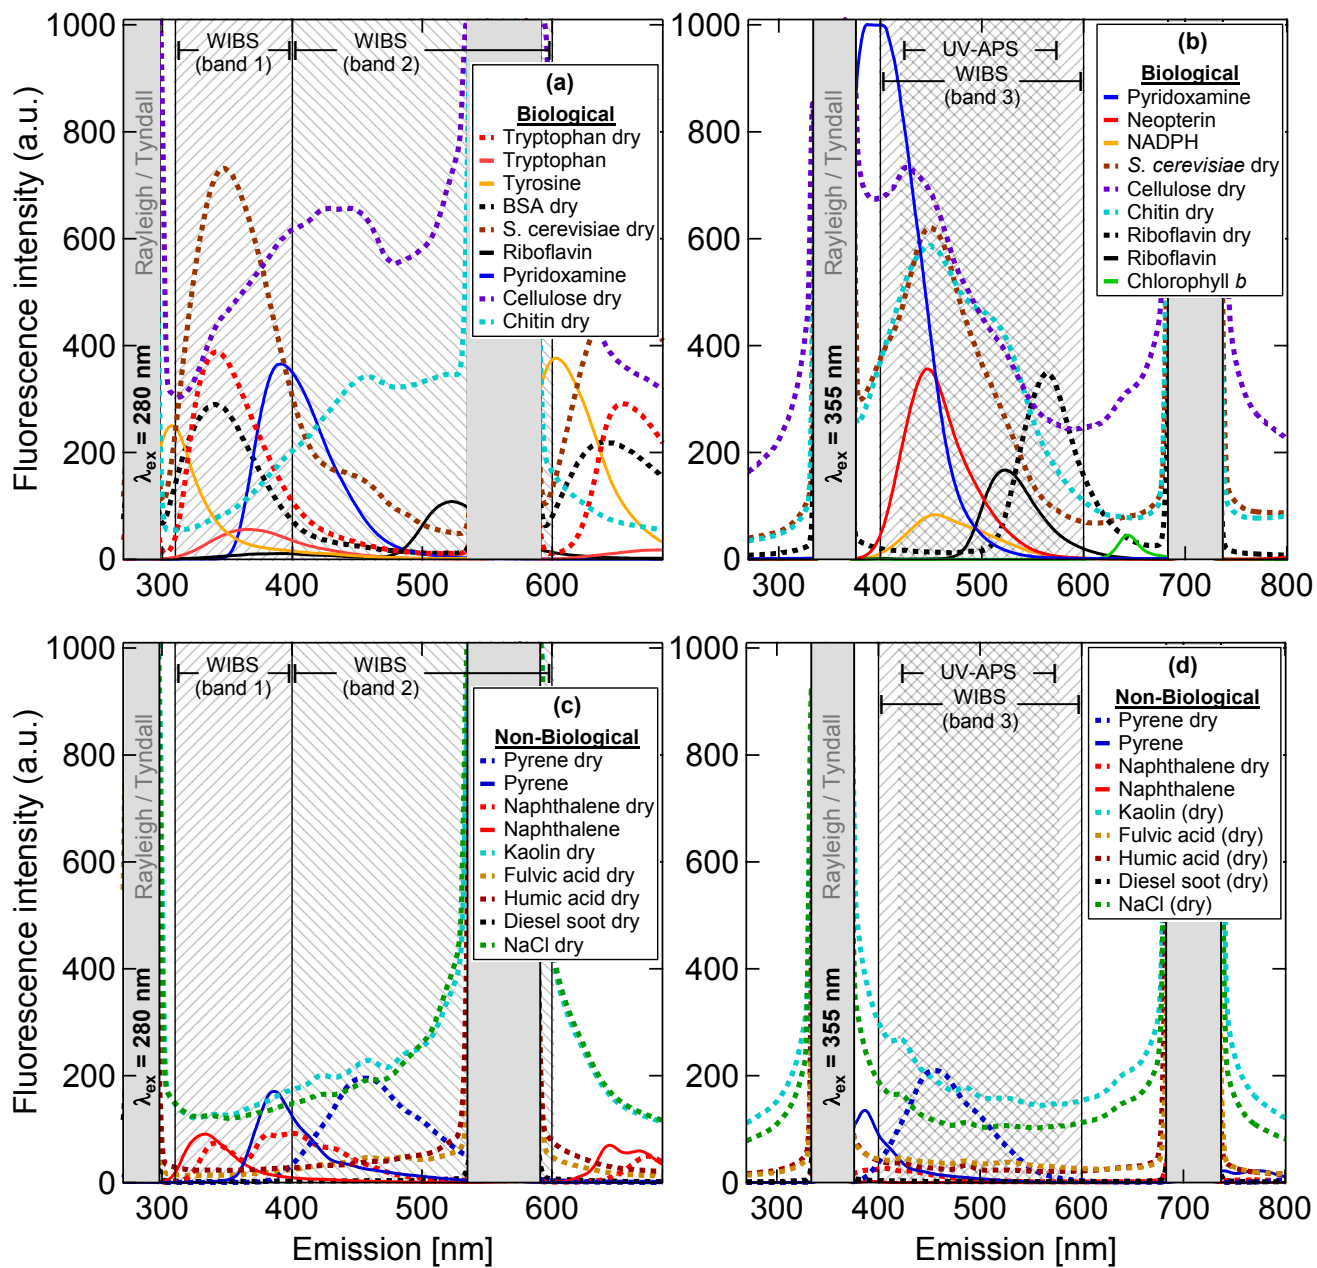 1000
800
600
400
200
0
Fluorescence intensity (a.u.)
WIBS
(band 1)
WIBS
(band 2)
Rayleigh / Tyndall
λex = 280 nm
(a)
Biological
Tryptophan dry
Tryptophan
Tyrosine
BSA dry
S. cerevisiae dry
Riboflavin
Pyridoxamine
Cellulose dry
Chitin dry
300 400 500 600
1000
800
600
400
200
0
UV-APS
WIBS
(band 3)
Rayleigh / Tyndall
λex = 355 nm
(b)
Biological
Pyridoxamine
Neopterin
NADPH
S. cerevisiae dry
Cellulose dry
Chitin dry
Riboflavin dry
Riboflavin
Chlorophyll b
300 400 500 600 700 800
1000
800
600
400
200
0
Fluorescence intensity (a.u.)
WIBS
(band 1)
WIBS
(band 2)
Rayleigh / Tyndall
λex = 280 nm
(c)
Non-Biological
Pyrene dry
Pyrene
Naphthalene dry
Naphthalene
Kaolin dry
Fulvic acid dry
Humic acid dry
Diesel soot dry
NaCl dry
300 400 500 600
Emission [nm]
1000
800
600
400
200
0
UV-APS
WIBS
(band 3)
Rayleigh / Tyndall
λex = 355 nm
(d)
Non-Biological
Pyrene dry
Pyrene
Naphthalene dry
Naphthalene
Kaolin (dry)
Fulvic acid (dry)
Humic acid (dry)
Diesel soot (dry)
NaCl (dry)
300 400 500 600 700 800
Emission [nm]